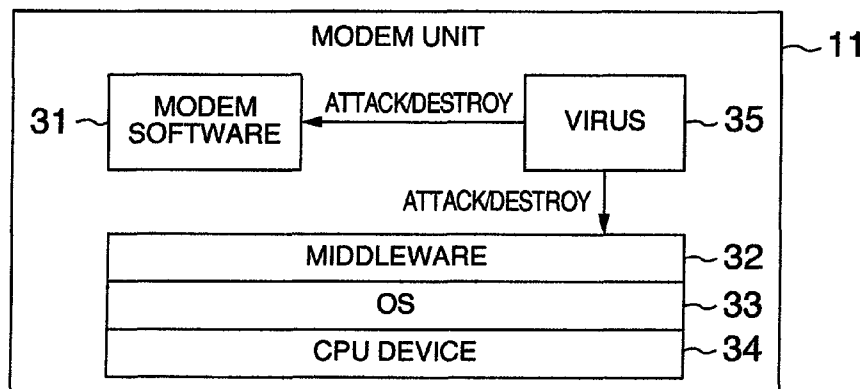 MODEM UNIT
11
31
MODEM
SOFTWARE
ATTACK/DESTROY
VIRUS
35
ATTACK/DESTROY
MIDDLEWARE
32
OS
33
CPU DEVICE
34